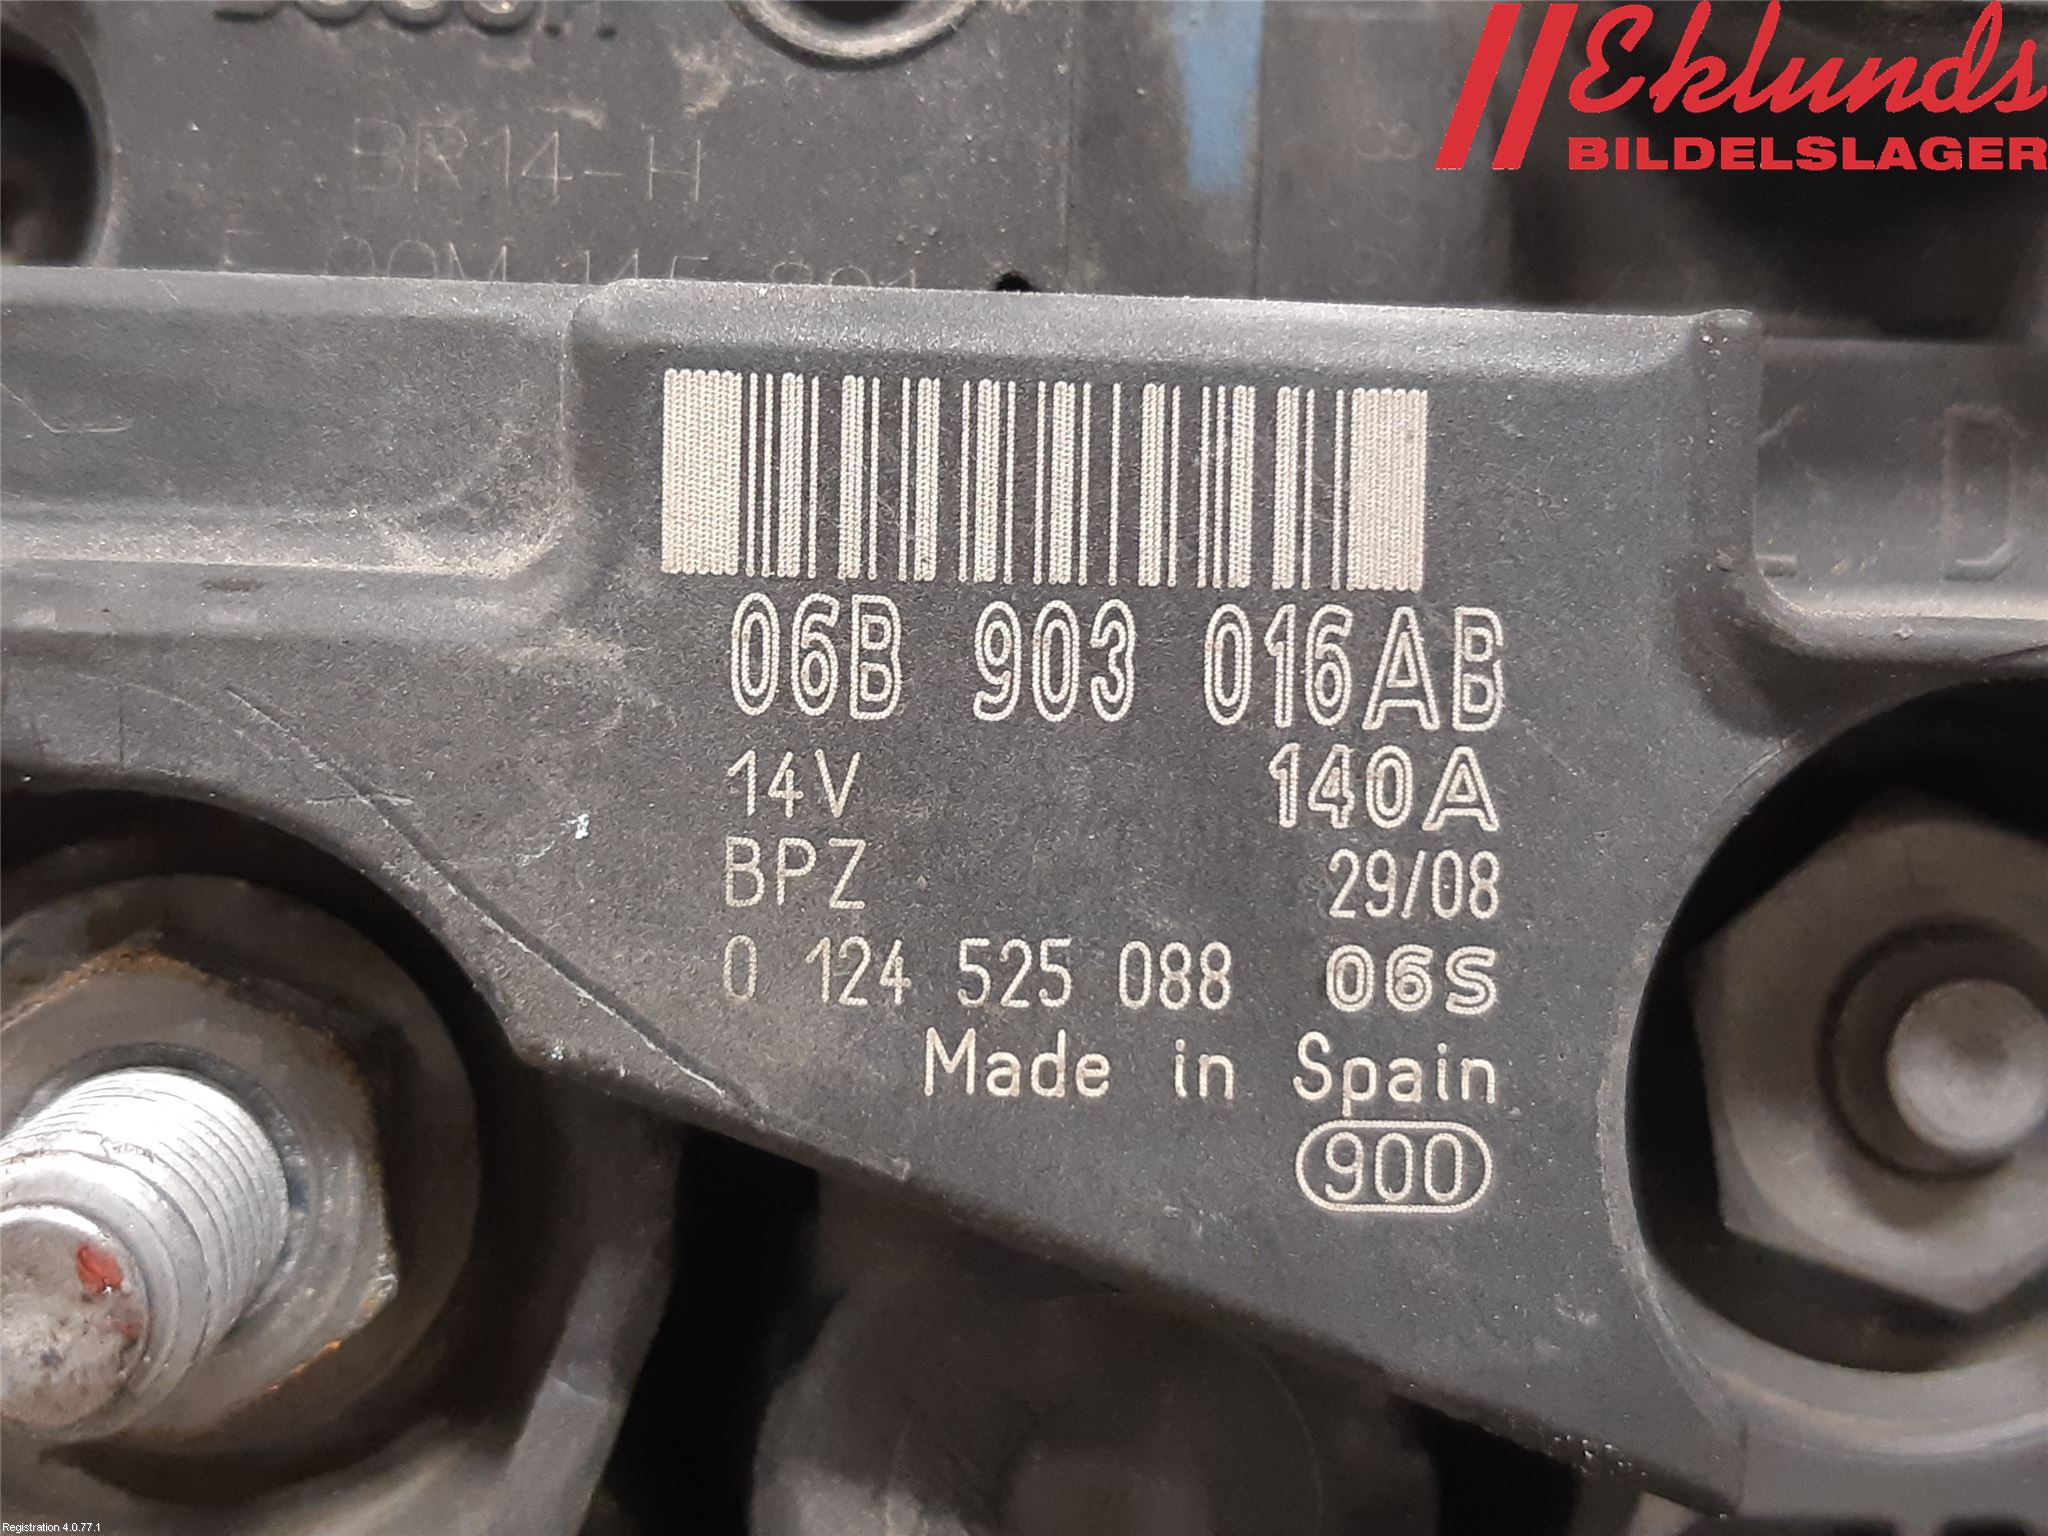 Eklunds
BILDELSLAGER
BR14-H
06B 903 016AB
14V 140A
BPZ 29/08
0 124 525 088 06S
Made in Spain
900
Registration 4.0.77.1